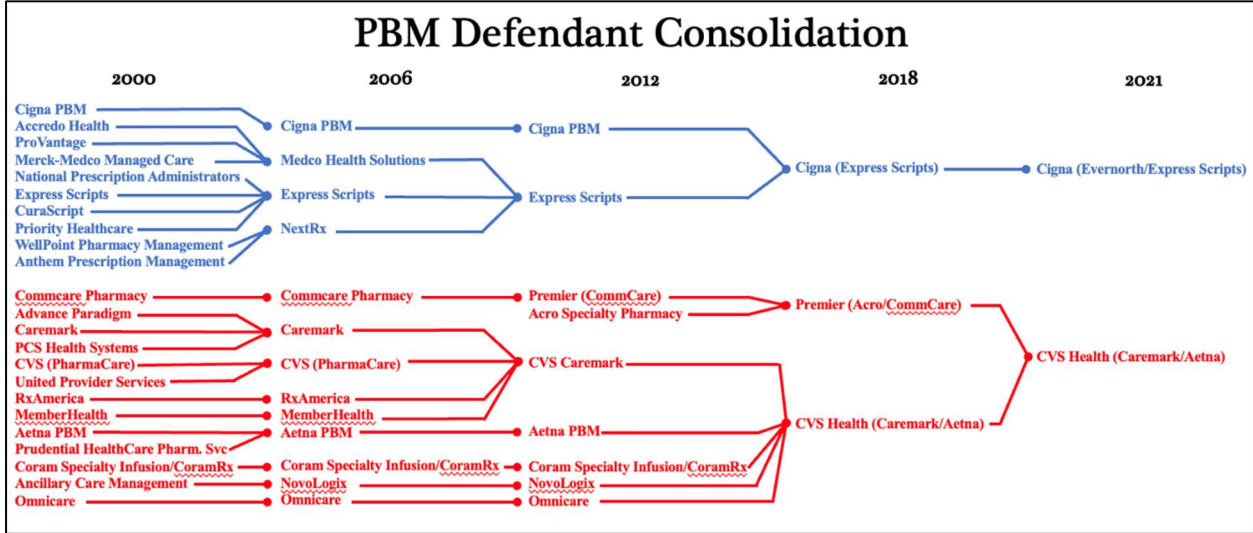 PBM Defendant Consolidation
2000 2006 2012 2018 2021
Cigna PBM
Accredo Health
ProVantage
Merck-Medco Managed Care
National Prescription Administrators
Express Scripts
CuraScript
Priority Healthcare
WellPoint Pharmacy Management
Anthem Prescription Management
Commcare Pharmacy
Advance Paradigm
Caremark
PCS Health Systems
CVS (PharmaCare)
United Provider Services
RxAmerica
MemberHealth
Aetna PBM
Prudential HealthCare Pharm. Svc
Coram Specialty Infusion/CoramRx
Ancillary Care Management
Omnicare
Cigna PBM
Medco Health Solutions
Express Scripts
NextRx
Commcare Pharmacy
Caremark
CVS (PharmaCare)
RxAmerica
MemberHealth
Aetna PBM
Coram Specialty Infusion/CoramRx
NovoLogix
Omnicare
Cigna PBM
Express Scripts
Premier (CommCare)
Acro Specialty Pharmacy
CVS Caremark
Aetna PBM
Coram Specialty Infusion/CoramRx
NovoLogix
Omnicare
Cigna (Express Scripts)
Premier (Acro/CommCare)
CVS Health (Caremark/Aetna)
Cigna (Evernorth/Express Scripts)
CVS Health (Caremark/Aetna)